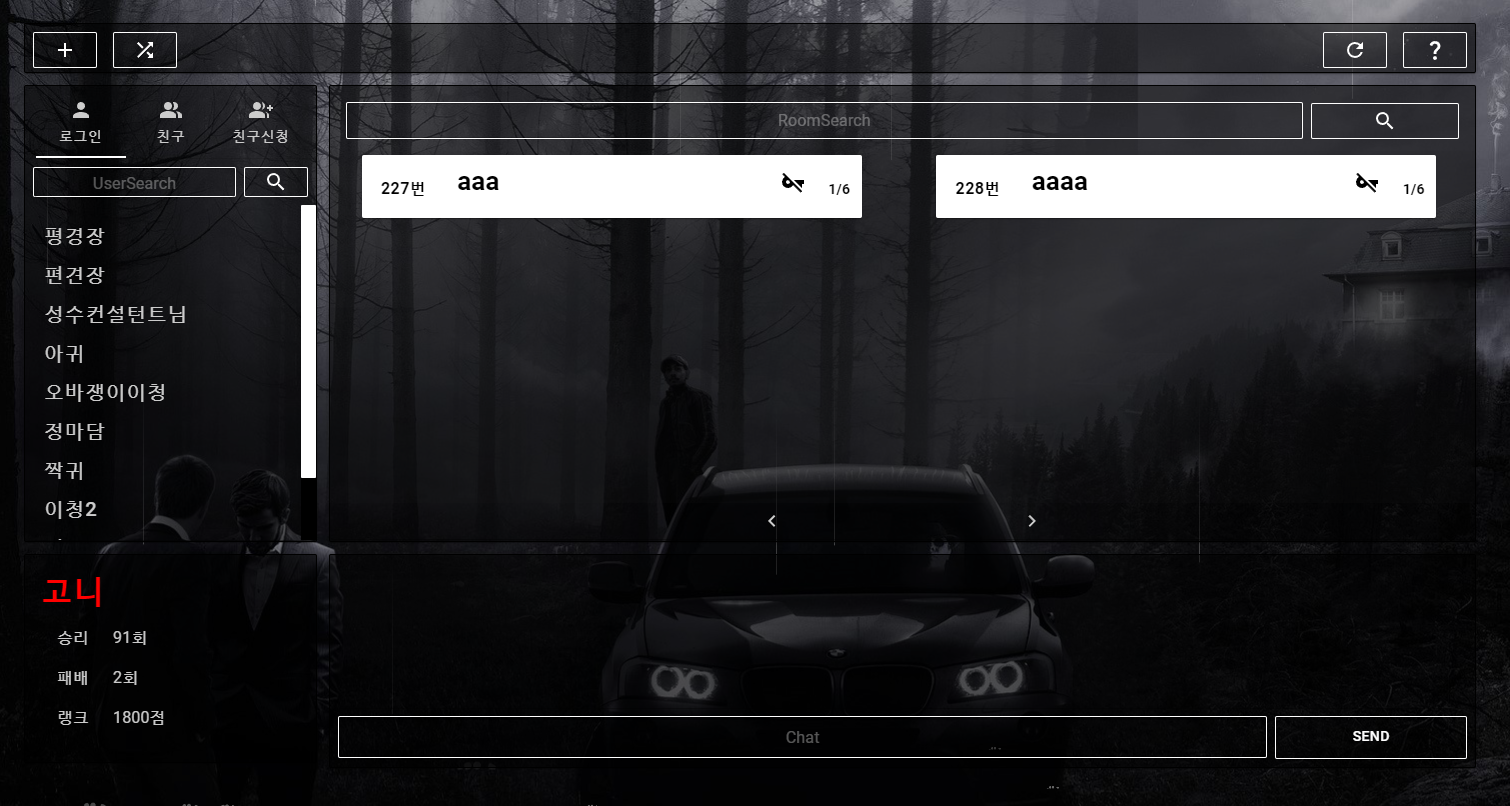 ?
로그인 친구 친구신청
UserSearch
평경장
편견장
성수컨설턴트님
아귀
오바쟁이이청
정마담
짝귀
이청2
RoomSearch
227번 aaa 1/6
228번 aaaa 1/6
고니
승리 91회
패배 2회
랭크 1800점
Chat SEND